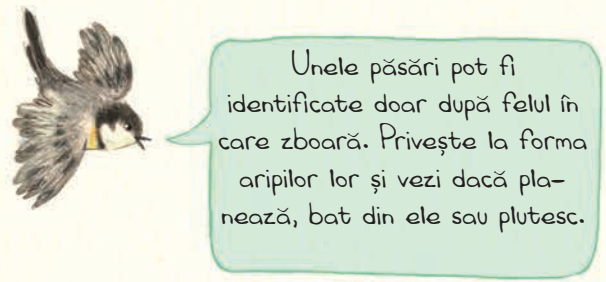 Unele păsări pot fi
identificate doar după felul în
care zboară. Privește la forma
aripilor lor și vezi dacă pla-
nează, bat din ele sau plutesc.